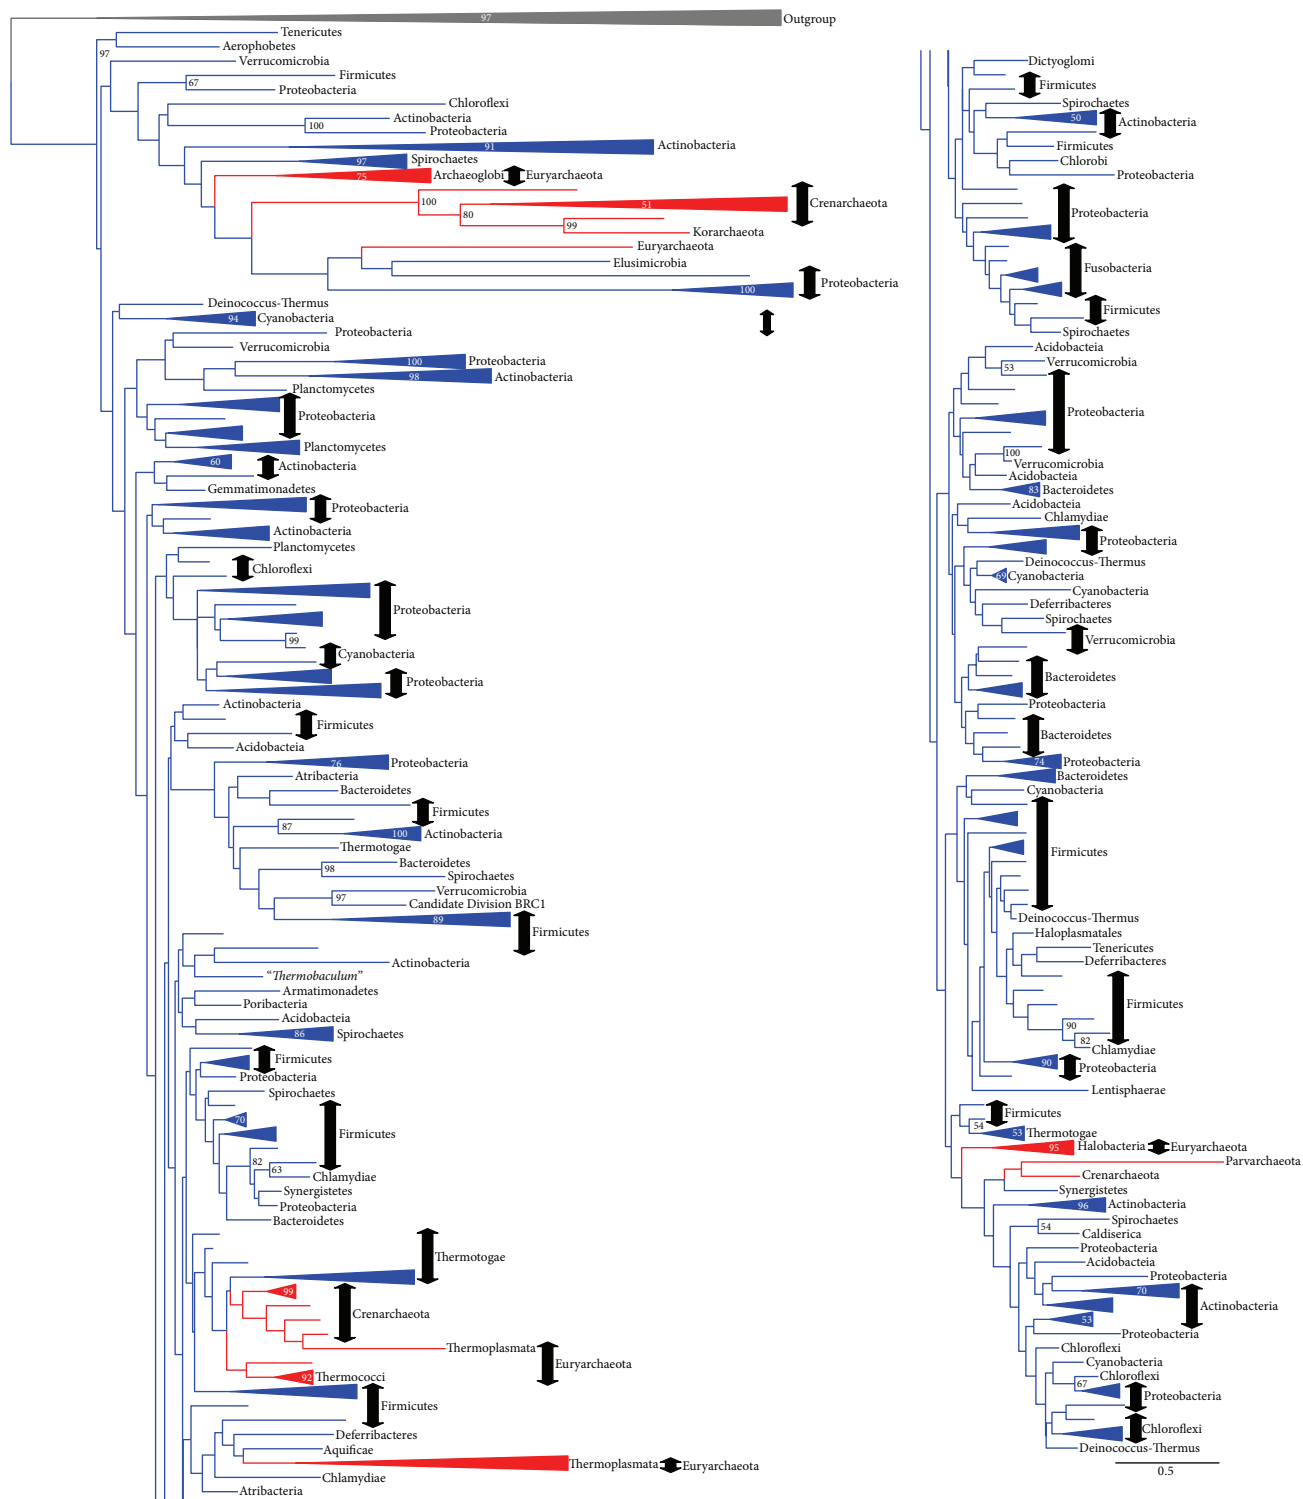 97
Outgroup
Tenericutes
97
Aerophobetes
Verrucomicrobia
Firmicutes
67
Proteobacteria
Chloroflexi
Actinobacteria
100
Proteobacteria
91
Actinobacteria
97
Spirochaetes
75
Archaeoglobi
Euryarchaeota
100
51
Crenarchaeota
80
99
Korarchaeota
Euryarchaeota
Elusimicrobia
Proteobacteria
100
Deinococcus-Thermus
94
Cyanobacteria
Proteobacteria
Verrucomicrobia
100
Proteobacteria
98
Actinobacteria
Planctomycetes
Proteobacteria
Planctomycetes
60
Actinobacteria
Gemmatimonadetes
Proteobacteria
Actinobacteria
Planctomycetes
Chloroflexi
Proteobacteria
99
Cyanobacteria
Proteobacteria
Actinobacteria
Firmicutes
Acidobacteia
76
Proteobacteria
Atribacteria
Bacteroidetes
Firmicutes
87
100
Actinobacteria
Thermotogae
Bacteroidetes
98
Spirochaetes
Verrucomicrobia
97
Candidate Division BRC1
89
Firmicutes
Actinobacteria
“Thermobaculum”
Armatimonadetes
Poribacteria
Acidobacteia
86
Spirochaetes
Firmicutes
Proteobacteria
Spirochaetes
70
Firmicutes
82
63
Chlamydiae
Synergistetes
Proteobacteria
Bacteroidetes
Thermotogae
99
Crenarchaeota
Thermoplasmata
Euryarchaeota
92
Thermococci
Firmicutes
Deferribacteres
Aquificae
Thermoplasmata
Euryarchaeota
Chlamydiae
Atribacteria
Dictyoglomi
Firmicutes
Spirochaetes
50
Actinobacteria
Firmicutes
Chlorobi
Proteobacteria
Proteobacteria
Fusobacteria
Firmicutes
Spirochaetes
Acidobacteia
Verrucomicrobia
53
Proteobacteria
100
Verrucomicrobia
Acidobacteia
83
Bacteroidetes
Acidobacteia
Chlamydiae
Proteobacteria
Deinococcus-Thermus
69
Cyanobacteria
Cyanobacteria
Deferribacteres
Spirochaetes
Verrucomicrobia
Bacteroidetes
Proteobacteria
Bacteroidetes
74
Proteobacteria
Bacteroidetes
Cyanobacteria
Firmicutes
Deinococcus-Thermus
Haloplasmatales
Tenericutes
Deferribacteres
Firmicutes
90
82
Chlamydiae
90
Proteobacteria
Lentisphaerae
Firmicutes
54
53
Thermotogae
95
Halobacteria
Euryarchaeota
Parvarchaeota
Crenarchaeota
Synergistetes
96
Actinobacteria
Spirochaetes
54
Caldiserica
Proteobacteria
Acidobacteia
Proteobacteria
70
Actinobacteria
53
Proteobacteria
Chloroflexi
Cyanobacteria
Chloroflexi
67
Proteobacteria
Chloroflexi
Deinococcus-Thermus
0.5